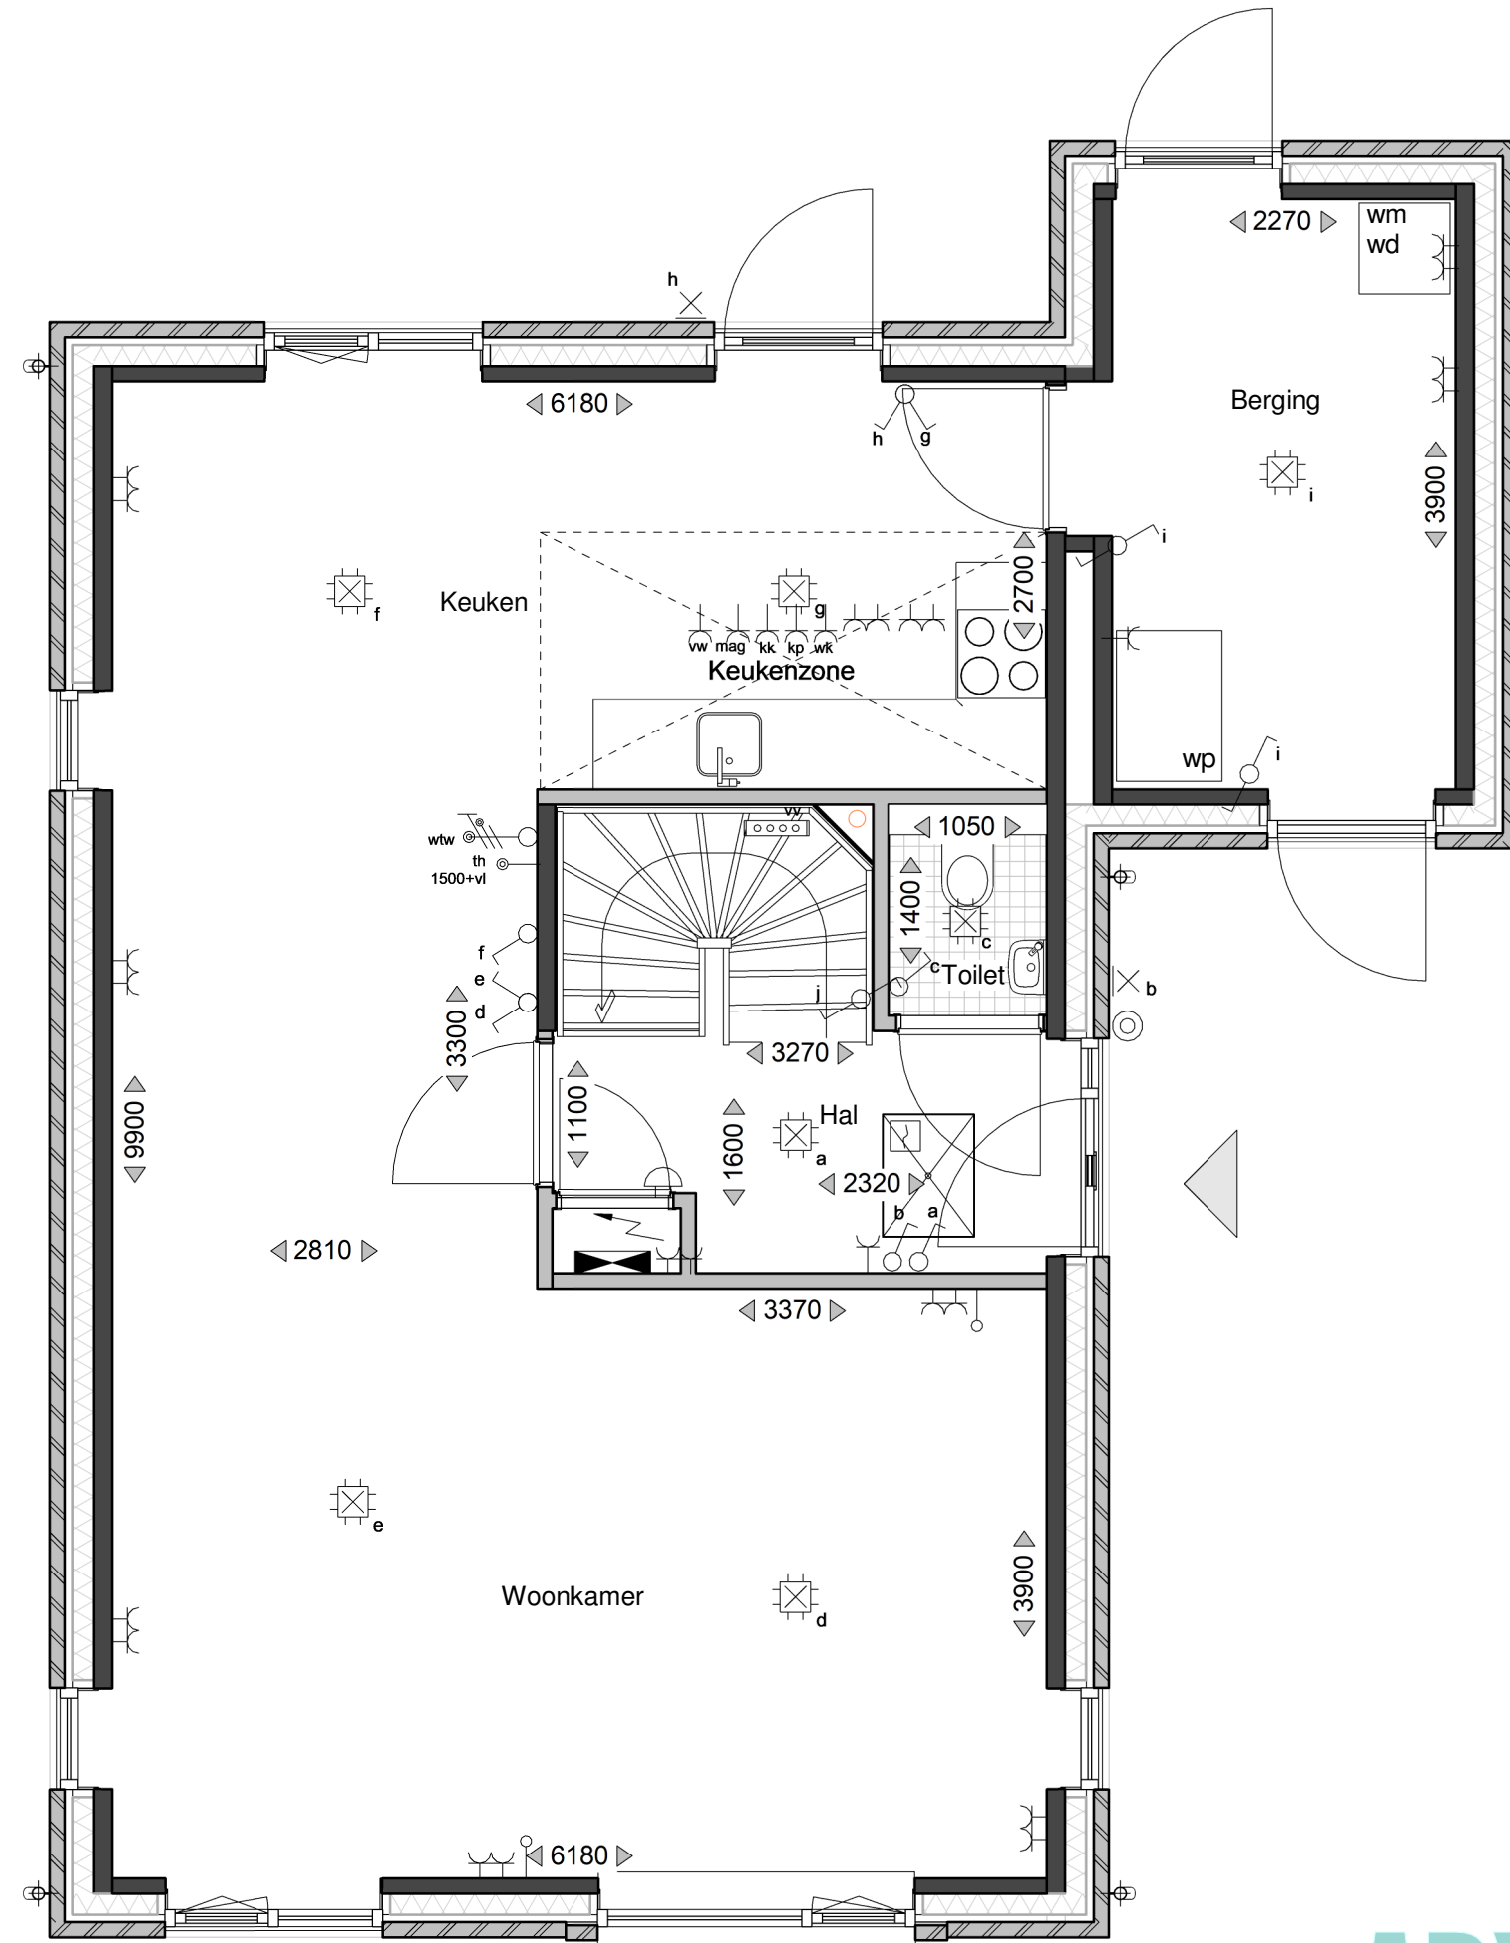 2270
wm
wd
h
6180
h
g
Berging
i
3900
i
2700
f
Keuken
g
vw
mag
kk
kp
wk
Keukenzone
wp
i
vv
1050
wtw
th
1500+vl
1400
c
c
Toilet
f
e
d
j
b
3300
3270
9900
1100
1600
Hal
a
2320
b
a
2810
3370
e
Woonkamer
d
3900
6180